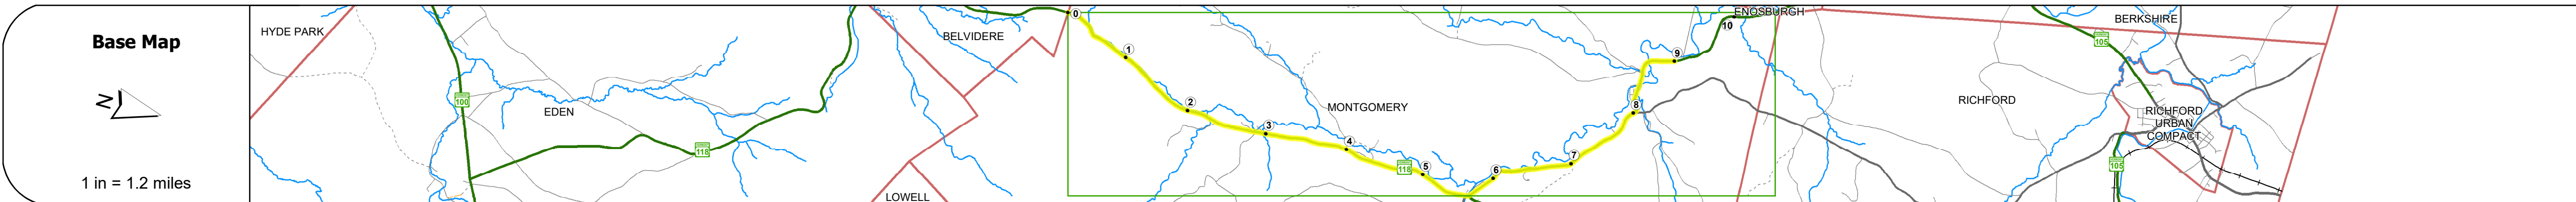 Base Map
N
1 in = 1.2 miles
HYDE PARK
100
EDEN
118
BELVIDERE
LOWELL
0
1
2
3
4
5
6
7
8
9
10
118
MONTGOMERY
ENOSBURGH
RICHFORD
BERKSHIRE
105
RICHFORD
URBAN
COMPACT
105